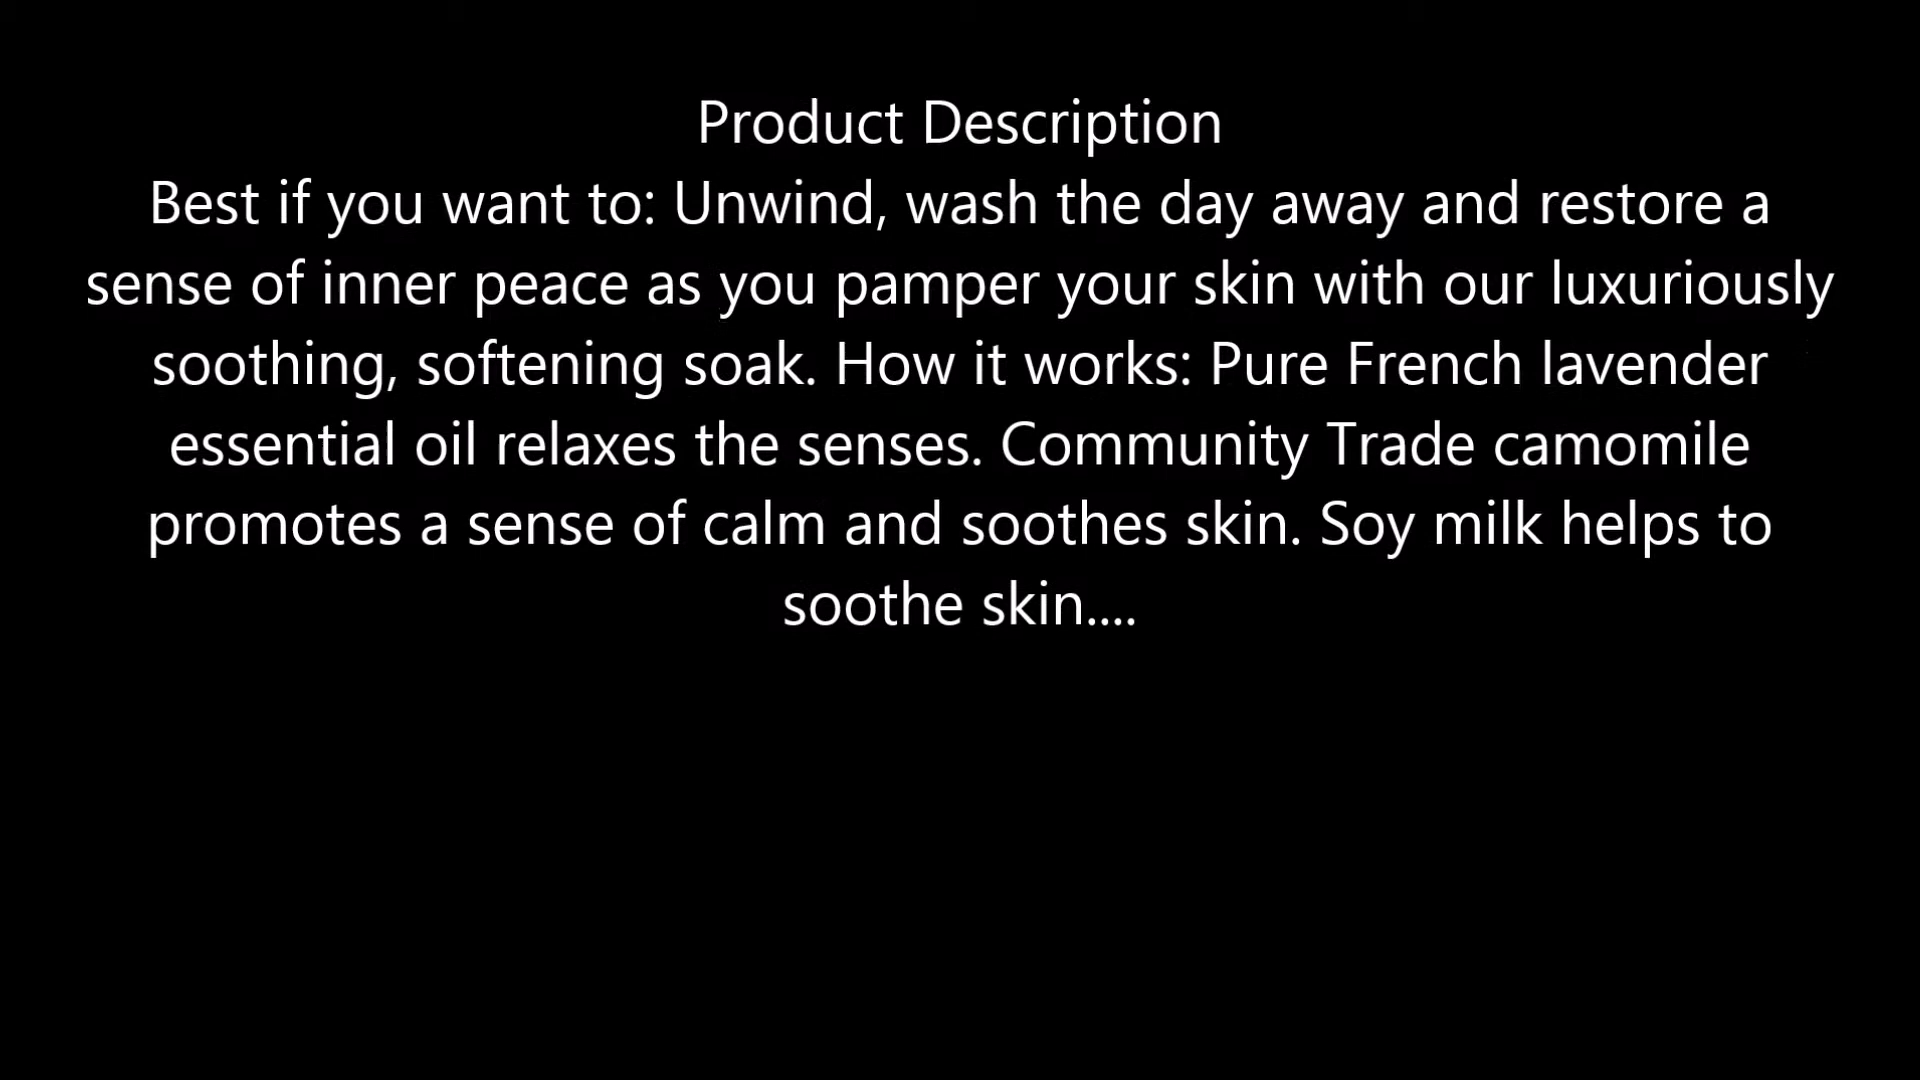 Product Description
Best if you want to: Unwind, wash the day away and restore a
sense of inner peace as you pamper your skin with our luxuriously
soothing, softening soak. How it works: Pure French lavender
essential oil relaxes the senses. Community Trade camomile
promotes a sense of calm and soothes skin. Soy milk helps to
soothe skin....